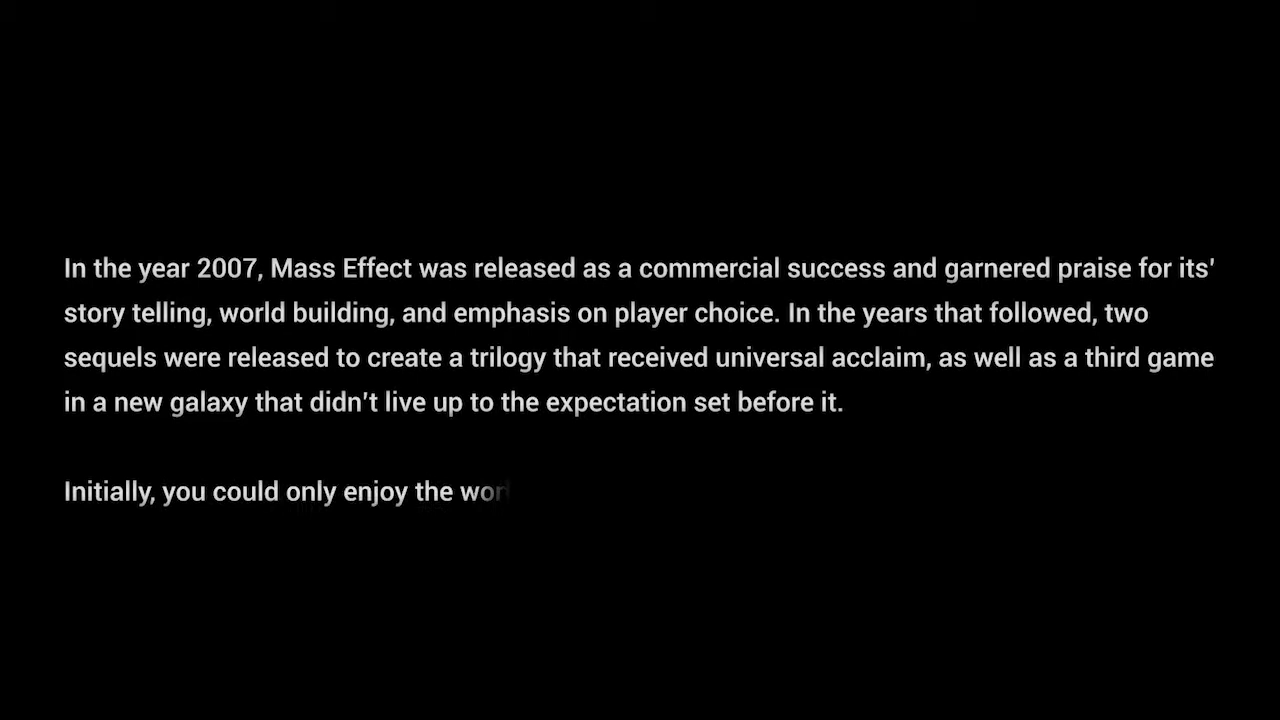 In the year 2007, Mass Effect was released as a commercial success and garnered praise for its'
story telling, world building, and emphasis on player choice. In the years that followed, two
sequels were released to create a trilogy that received universal acclaim, as well as a third game
in a new galaxy that didn't live up to the expectation set before it.
Initially, you could only enjoy the